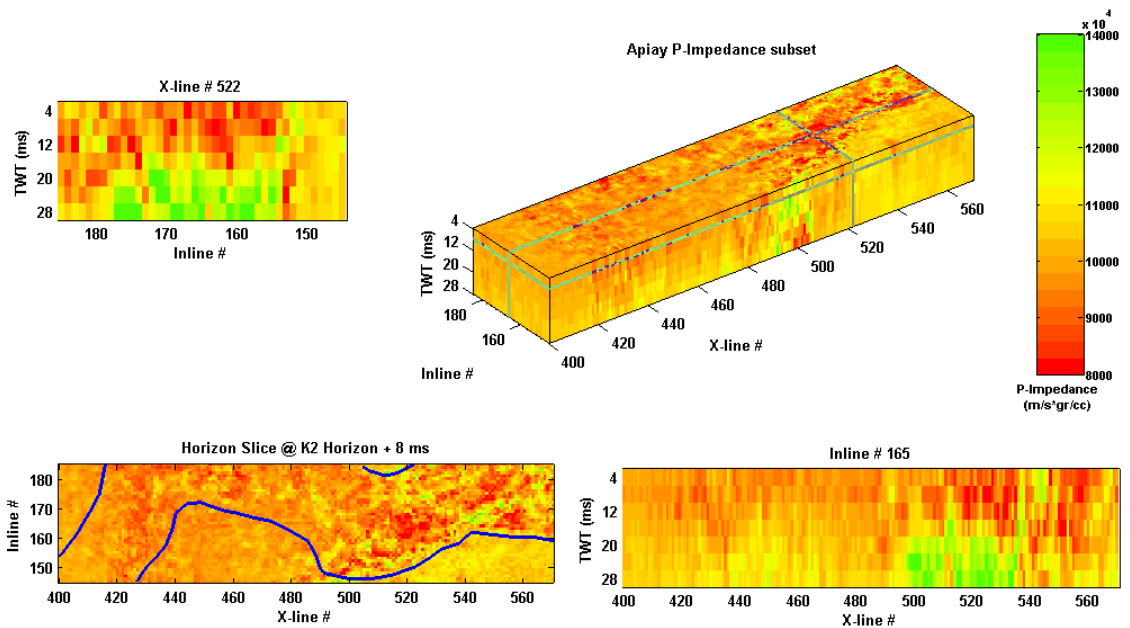 X-line # 522
TWT (ms)
4
12
20
28
180 170 160 150
Inline #
Apiay P-Impedance subset
TWT (ms)
4
12
20
28
180
160
Inline #
400
420
440
460
480
500
520
540
560
X-line #
x 10
4
14000
13000
12000
11000
10000
9000
8000
P-Impedance
(m/s*gr/cc)
Horizon Slice @ K2 Horizon + 8 ms
Inline #
180
170
160
150
400 420 440 460 480 500 520 540 560
X-line #
Inline # 165
TWT (ms)
4
12
20
28
400 420 440 460 480 500 520 540 560
X-line #